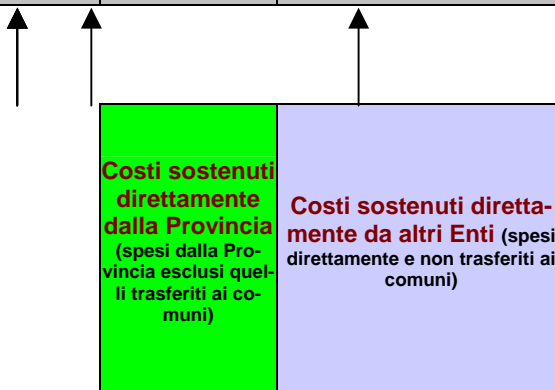 Costi sostenuti
direttamente
dalla Provincia
(spesi dalla Pro-
vincia esclusi quel-
li trasferiti ai co-
muni)
Costi sostenuti diretta-
mente da altri Enti (spesi
direttamente e non trasferiti ai
comuni)